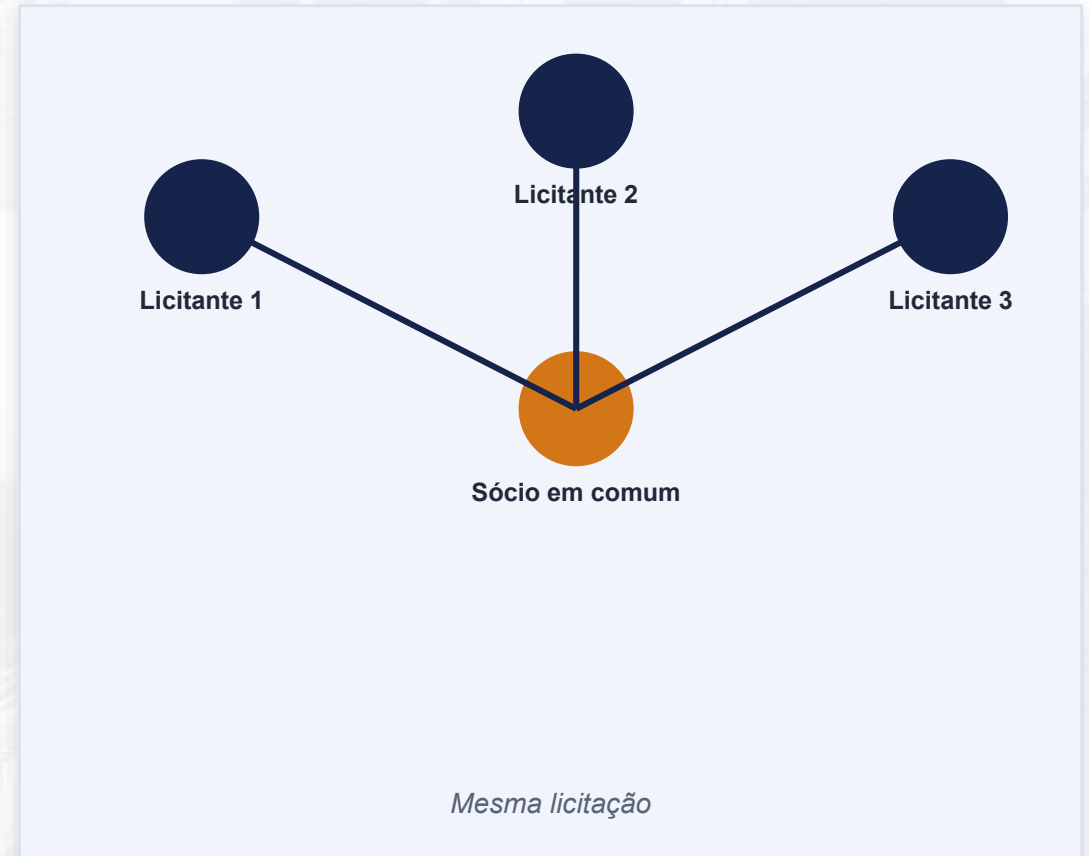 Licitante 2
Licitante 1
Licitante 3
Sócio em comum
Mesma licitação